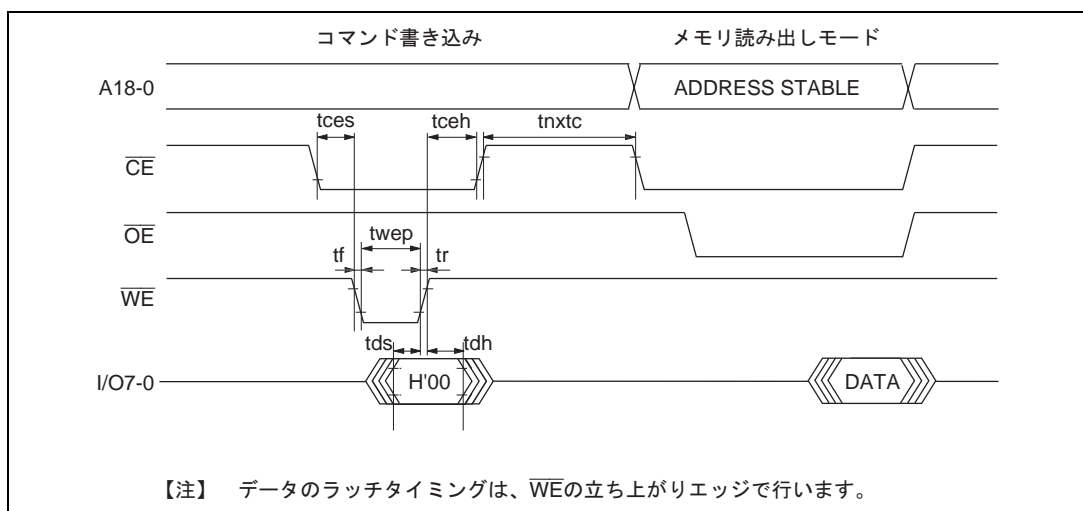 コマンド書き込み メモリ読み出しモード
A18-0 ADDRESS STABLE
tces tceh tnxtc
CE
OE
twep
tf tr
WE
tds tdh
I/O7-0 H'00 DATA
【注】 データのラッチタイミングは、WEの立ち上がりエッジで行います。